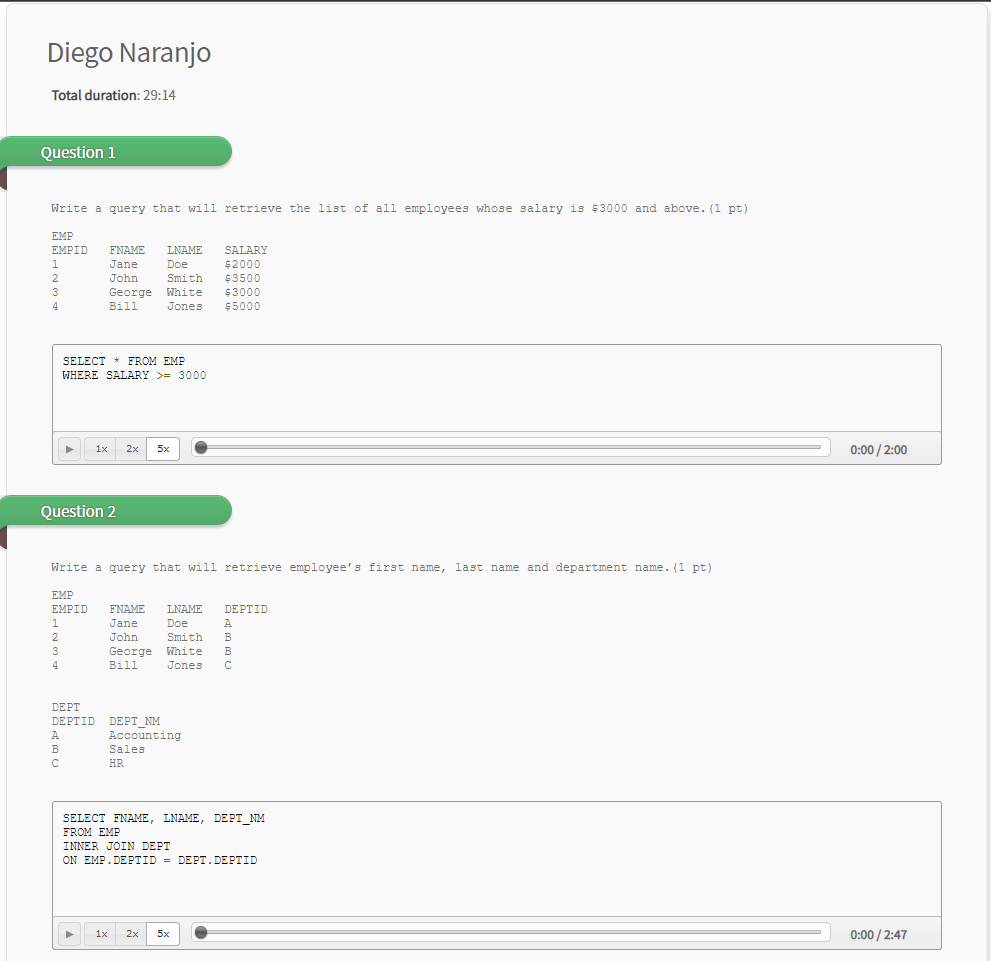 Diego Naranjo
Total duration: 29:14
Question 1
Write a query that will retrieve the list of all employees whose salary is $3000 and above.(1 pt)
EMP
EMPID FNAME LNAME SALARY
1 Jane Doe $2000
2 John Smith $3500
3 George White $3000
4 Bill Jones $5000
SELECT * FROM EMP
WHERE SALARY >= 3000
1x 2x 5x 0:00 / 2:00
Question 2
Write a query that will retrieve employee’s first name, last name and department name.(1 pt)
EMP
EMPID FNAME LNAME DEPTID
1 Jane Doe A
2 John Smith B
3 George White B
4 Bill Jones C
DEPT
DEPTID DEPT_NM
A Accounting
B Sales
C HR
SELECT FNAME, LNAME, DEPT_NM
FROM EMP
INNER JOIN DEPT
ON EMP.DEPTID = DEPT.DEPTID
1x 2x 5x 0:00 / 2:47